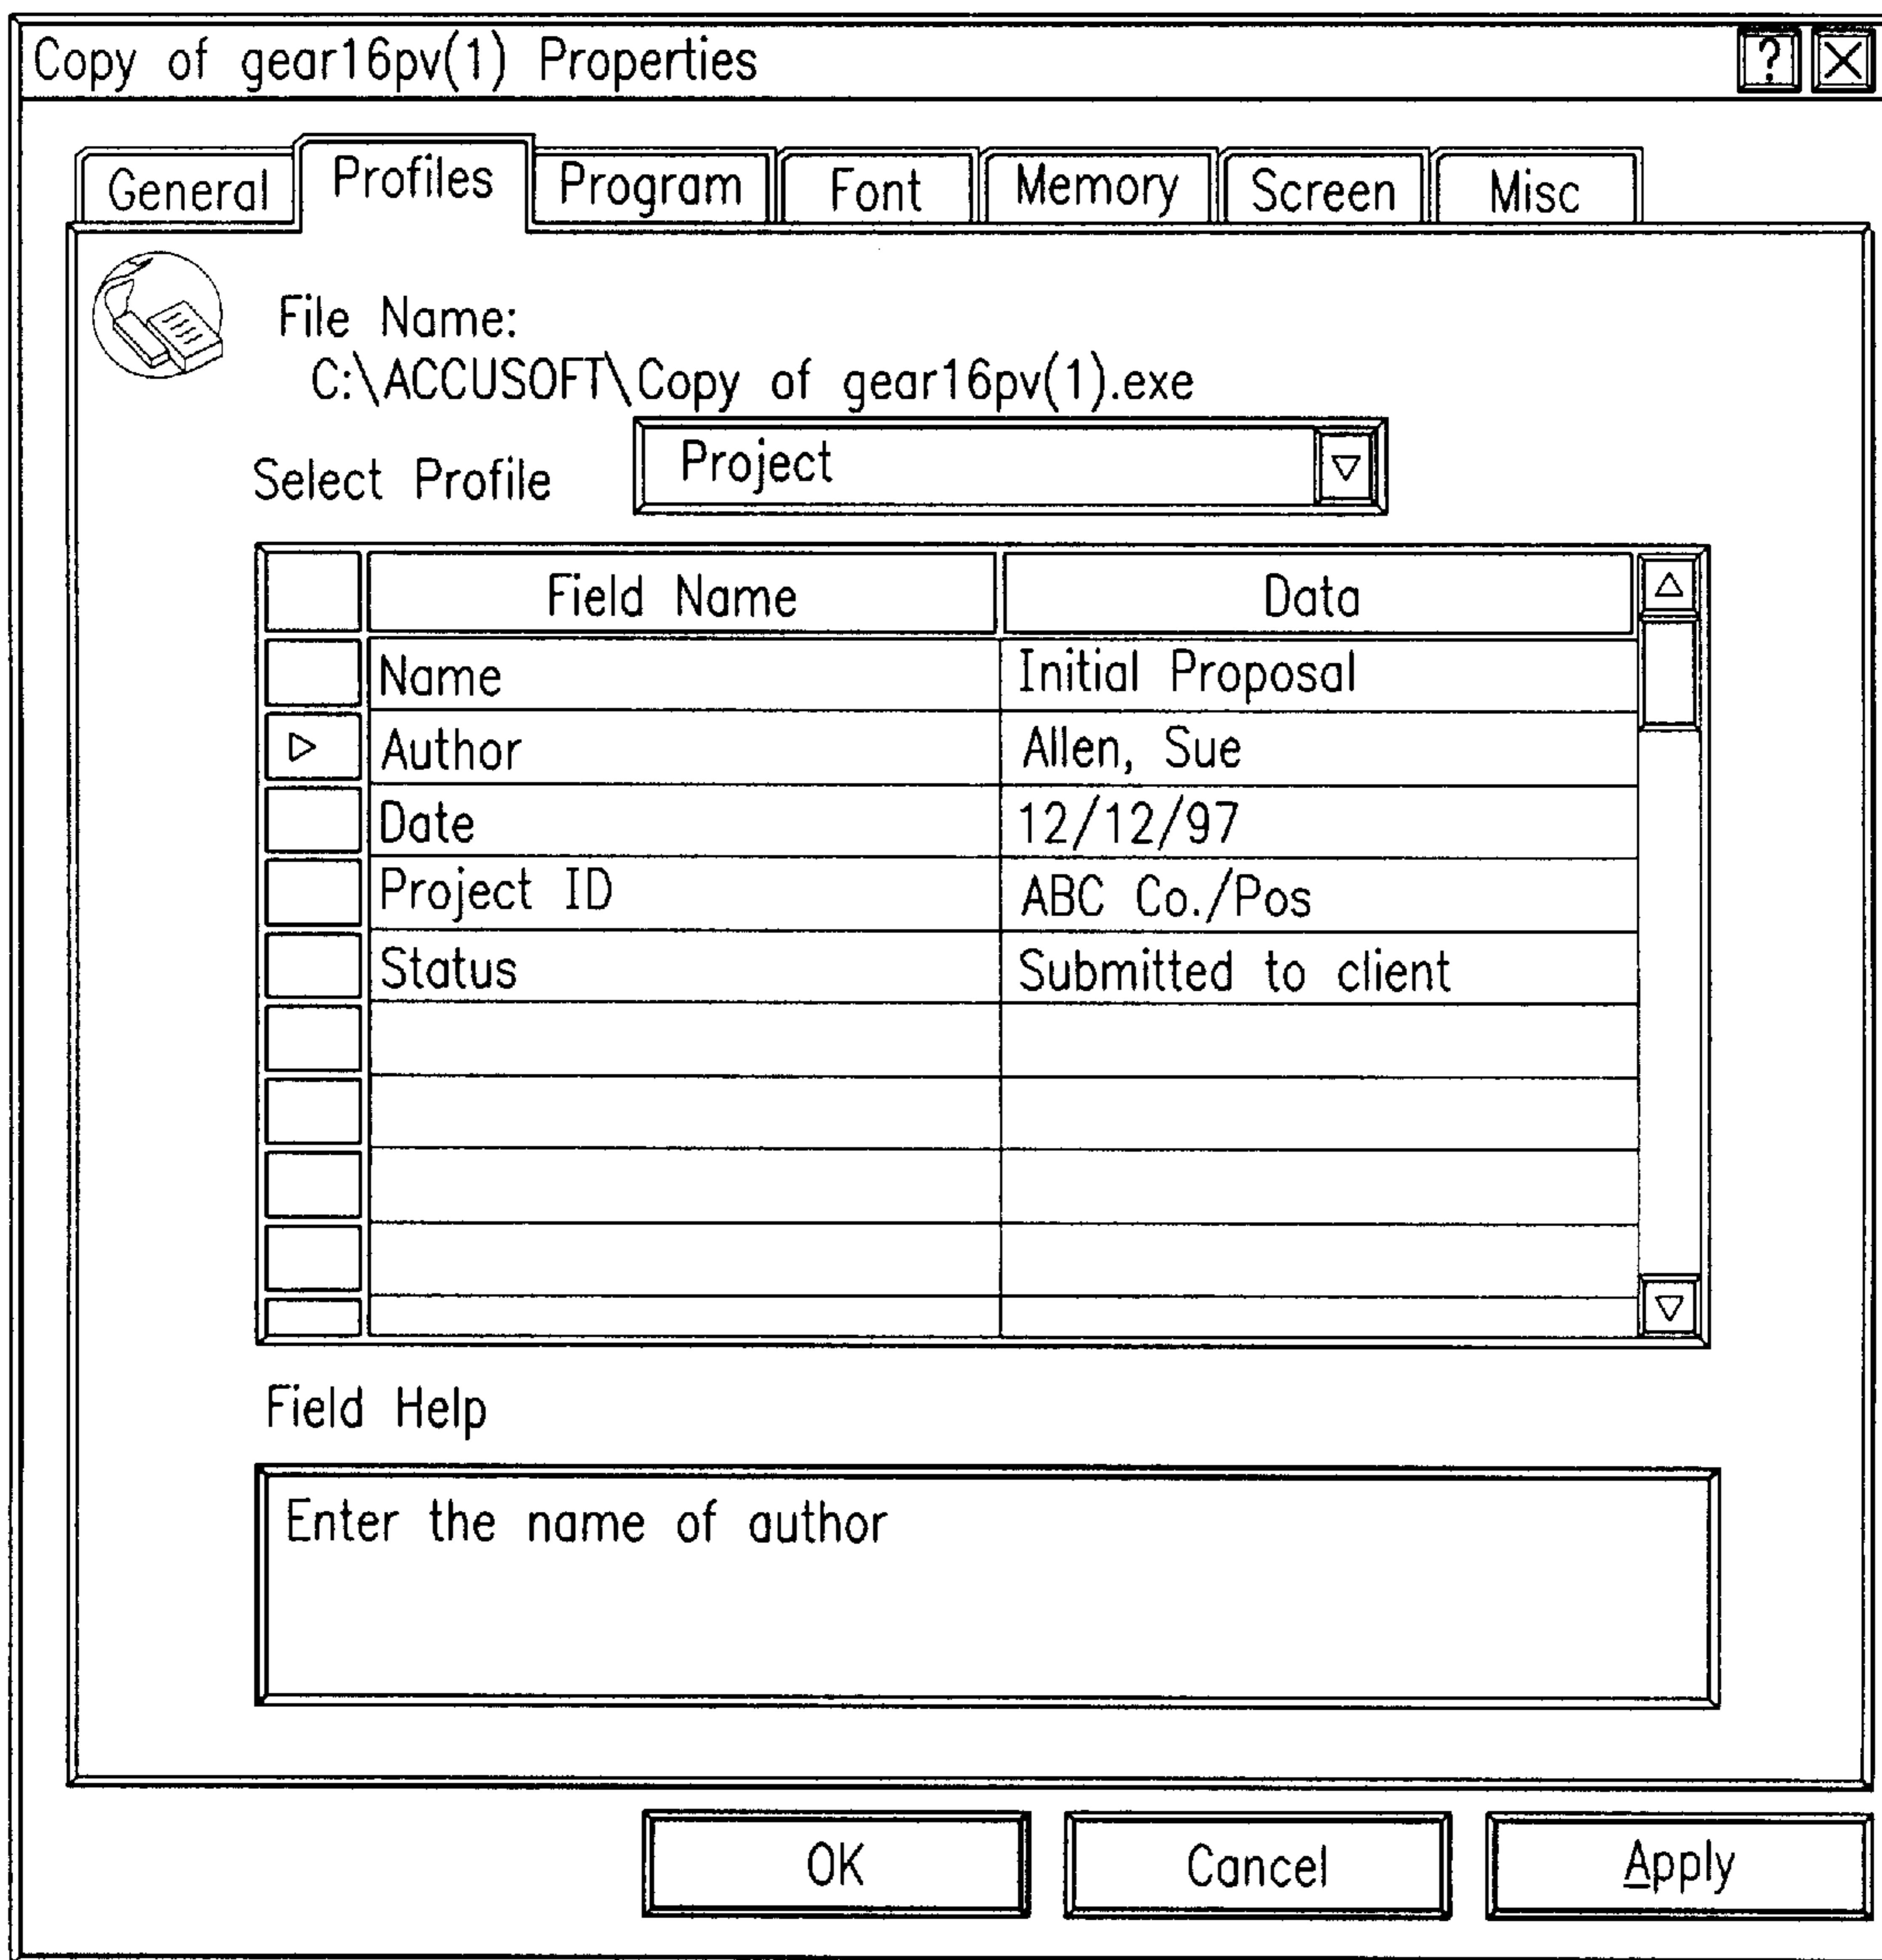 Copy of gear16pv(1) Properties ? X
General Profiles Program Font Memory Screen Misc
File Name:
C:\ACCUSOFT\Copy of gear16pv(1).exe
Select Profile Project
Field Name Data
Name Initial Proposal
Author Allen, Sue
Date 12/12/97
Project ID ABC Co./Pos
Status Submitted to client
Field Help
Enter the name of author
OK Cancel Apply